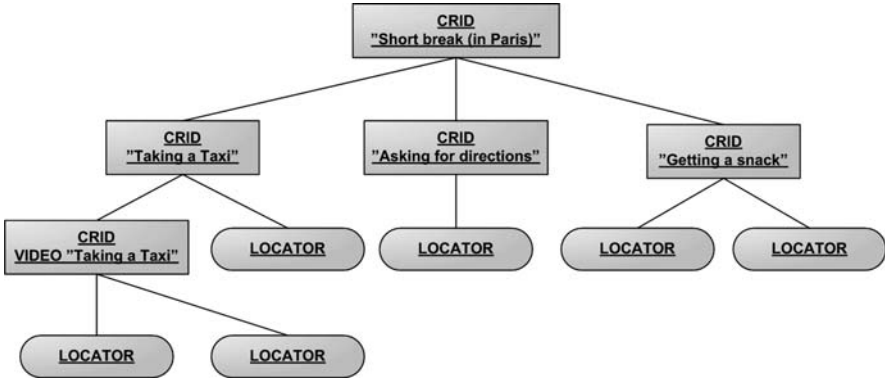 CRID
"Short break (in Paris)"
CRID
"Taking a Taxi"
CRID
"Asking for directions"
CRID
"Getting a snack"
CRID
VIDEO "Taking a Taxi"
LOCATOR
LOCATOR
LOCATOR
LOCATOR
LOCATOR
LOCATOR